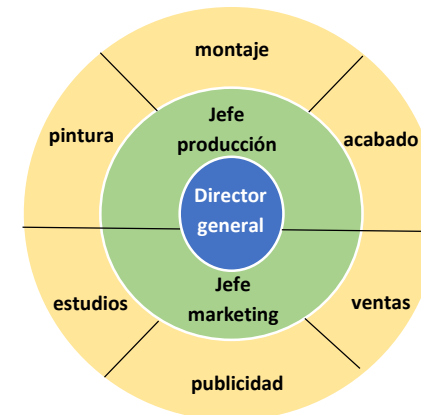 montaje
Jefe
producción
pintura
acabado
Director
general
Jefe
marketing
estudios
ventas
publicidad